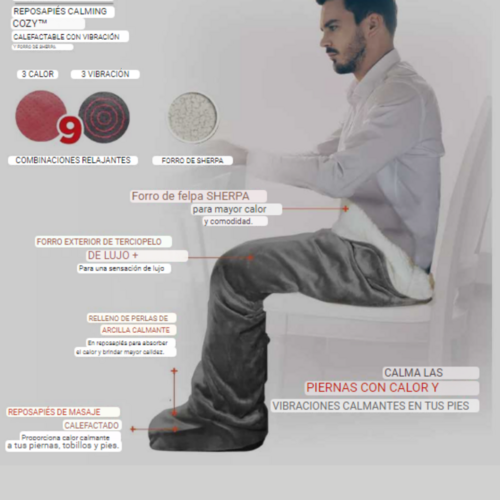 REPOSAPIÉS CALMING
COZY™
CALEFACTABLE CON VIBRACIÓN
Y FORRO DE SHERPA
3 CALOR
3 VIBRACIÓN
9
COMBINACIONES RELAJANTES
FORRO DE SHERPA
Forro de felpa SHERPA
para mayor calor
y comodidad.
FORRO EXTERIOR DE TERCIOPELO
DE LUJO +
Para una sensación de lujo
RELLENO DE PERLAS DE
ARCILLA CALMANTE
En reposapiés para absorber
el calor y brindar mayor calidez.
CALMA LAS
PIERNAS CON CALOR Y
VIBRACIONES CALMANTES EN TUS PIES
REPOSAPIÉS DE MASAJE
CALEFACTADO
Proporciona calor calmante
a tus piernas, tobillos y pies.